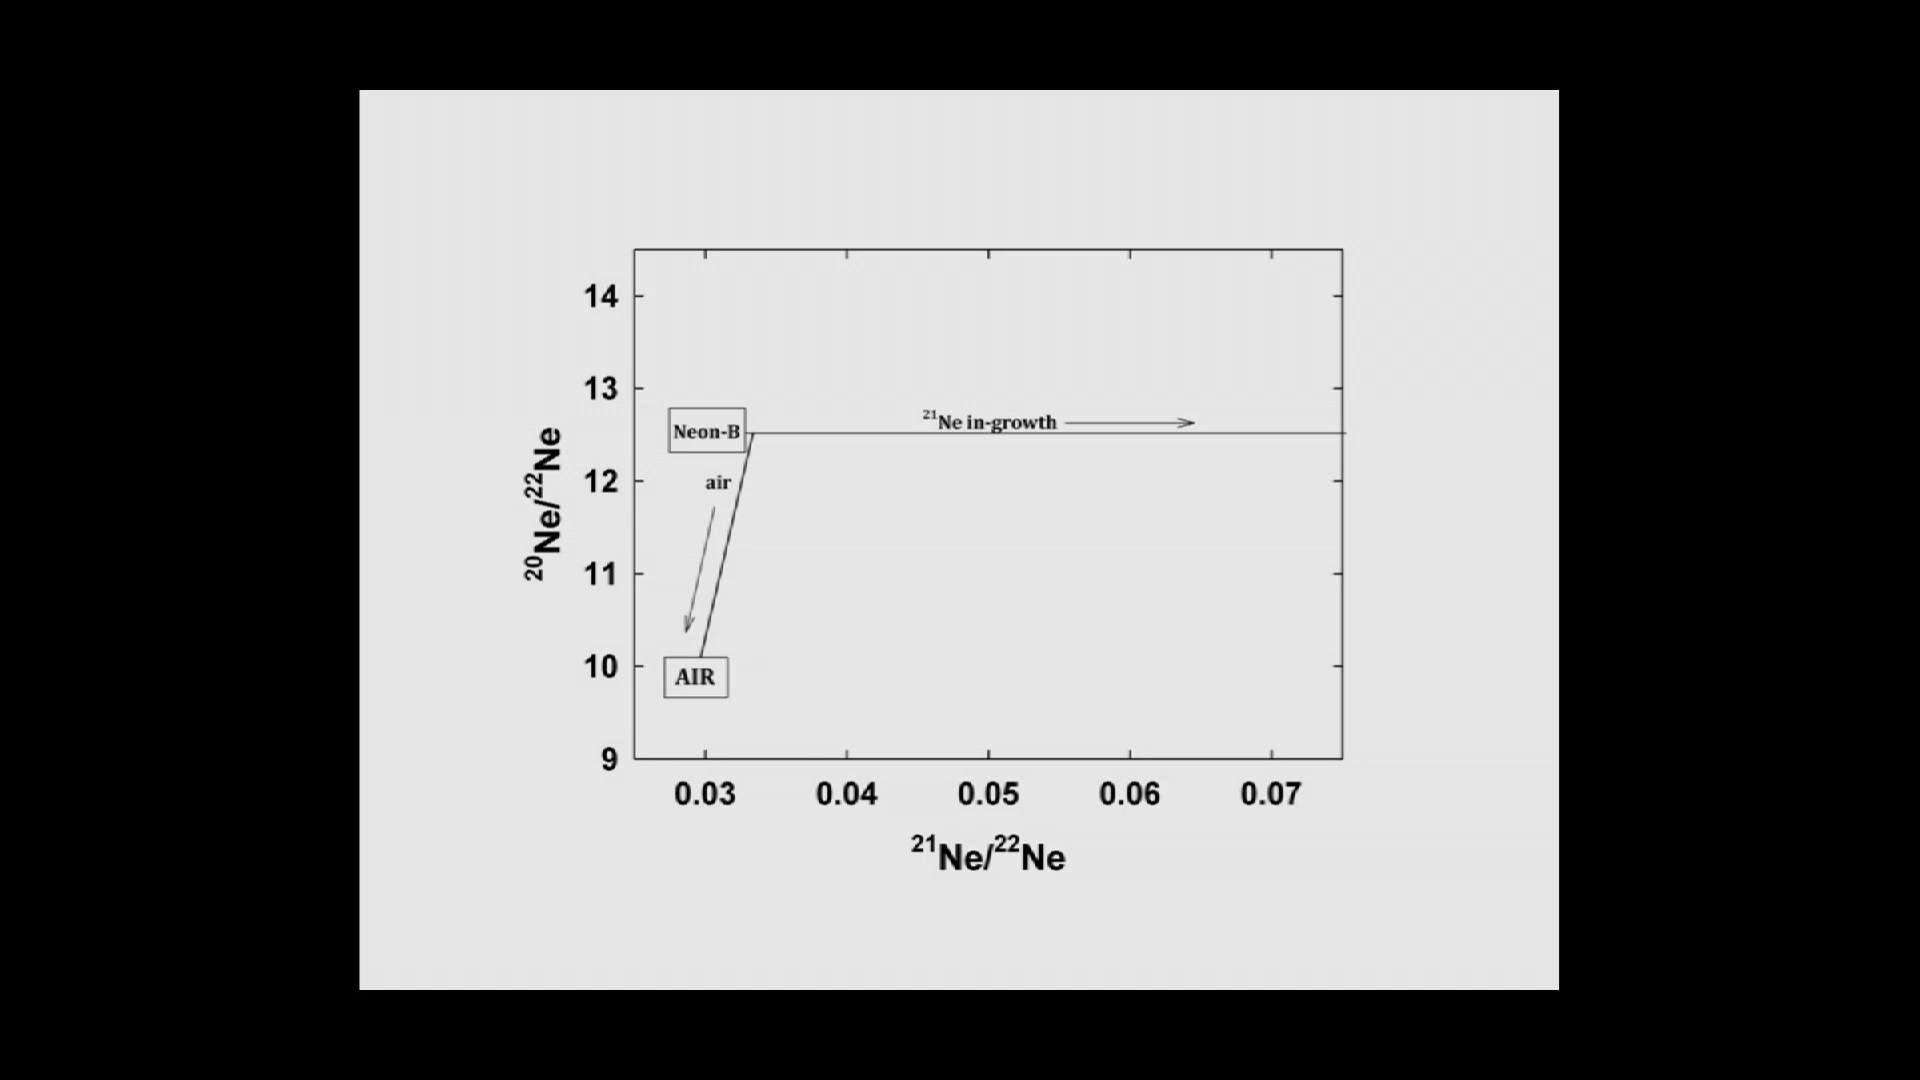 14
13
²¹Ne in-growth
Neon-B
12
air
²⁰Ne/²²Ne
11
10
AIR
9
0.03 0.04 0.05 0.06 0.07
²¹Ne/²²Ne